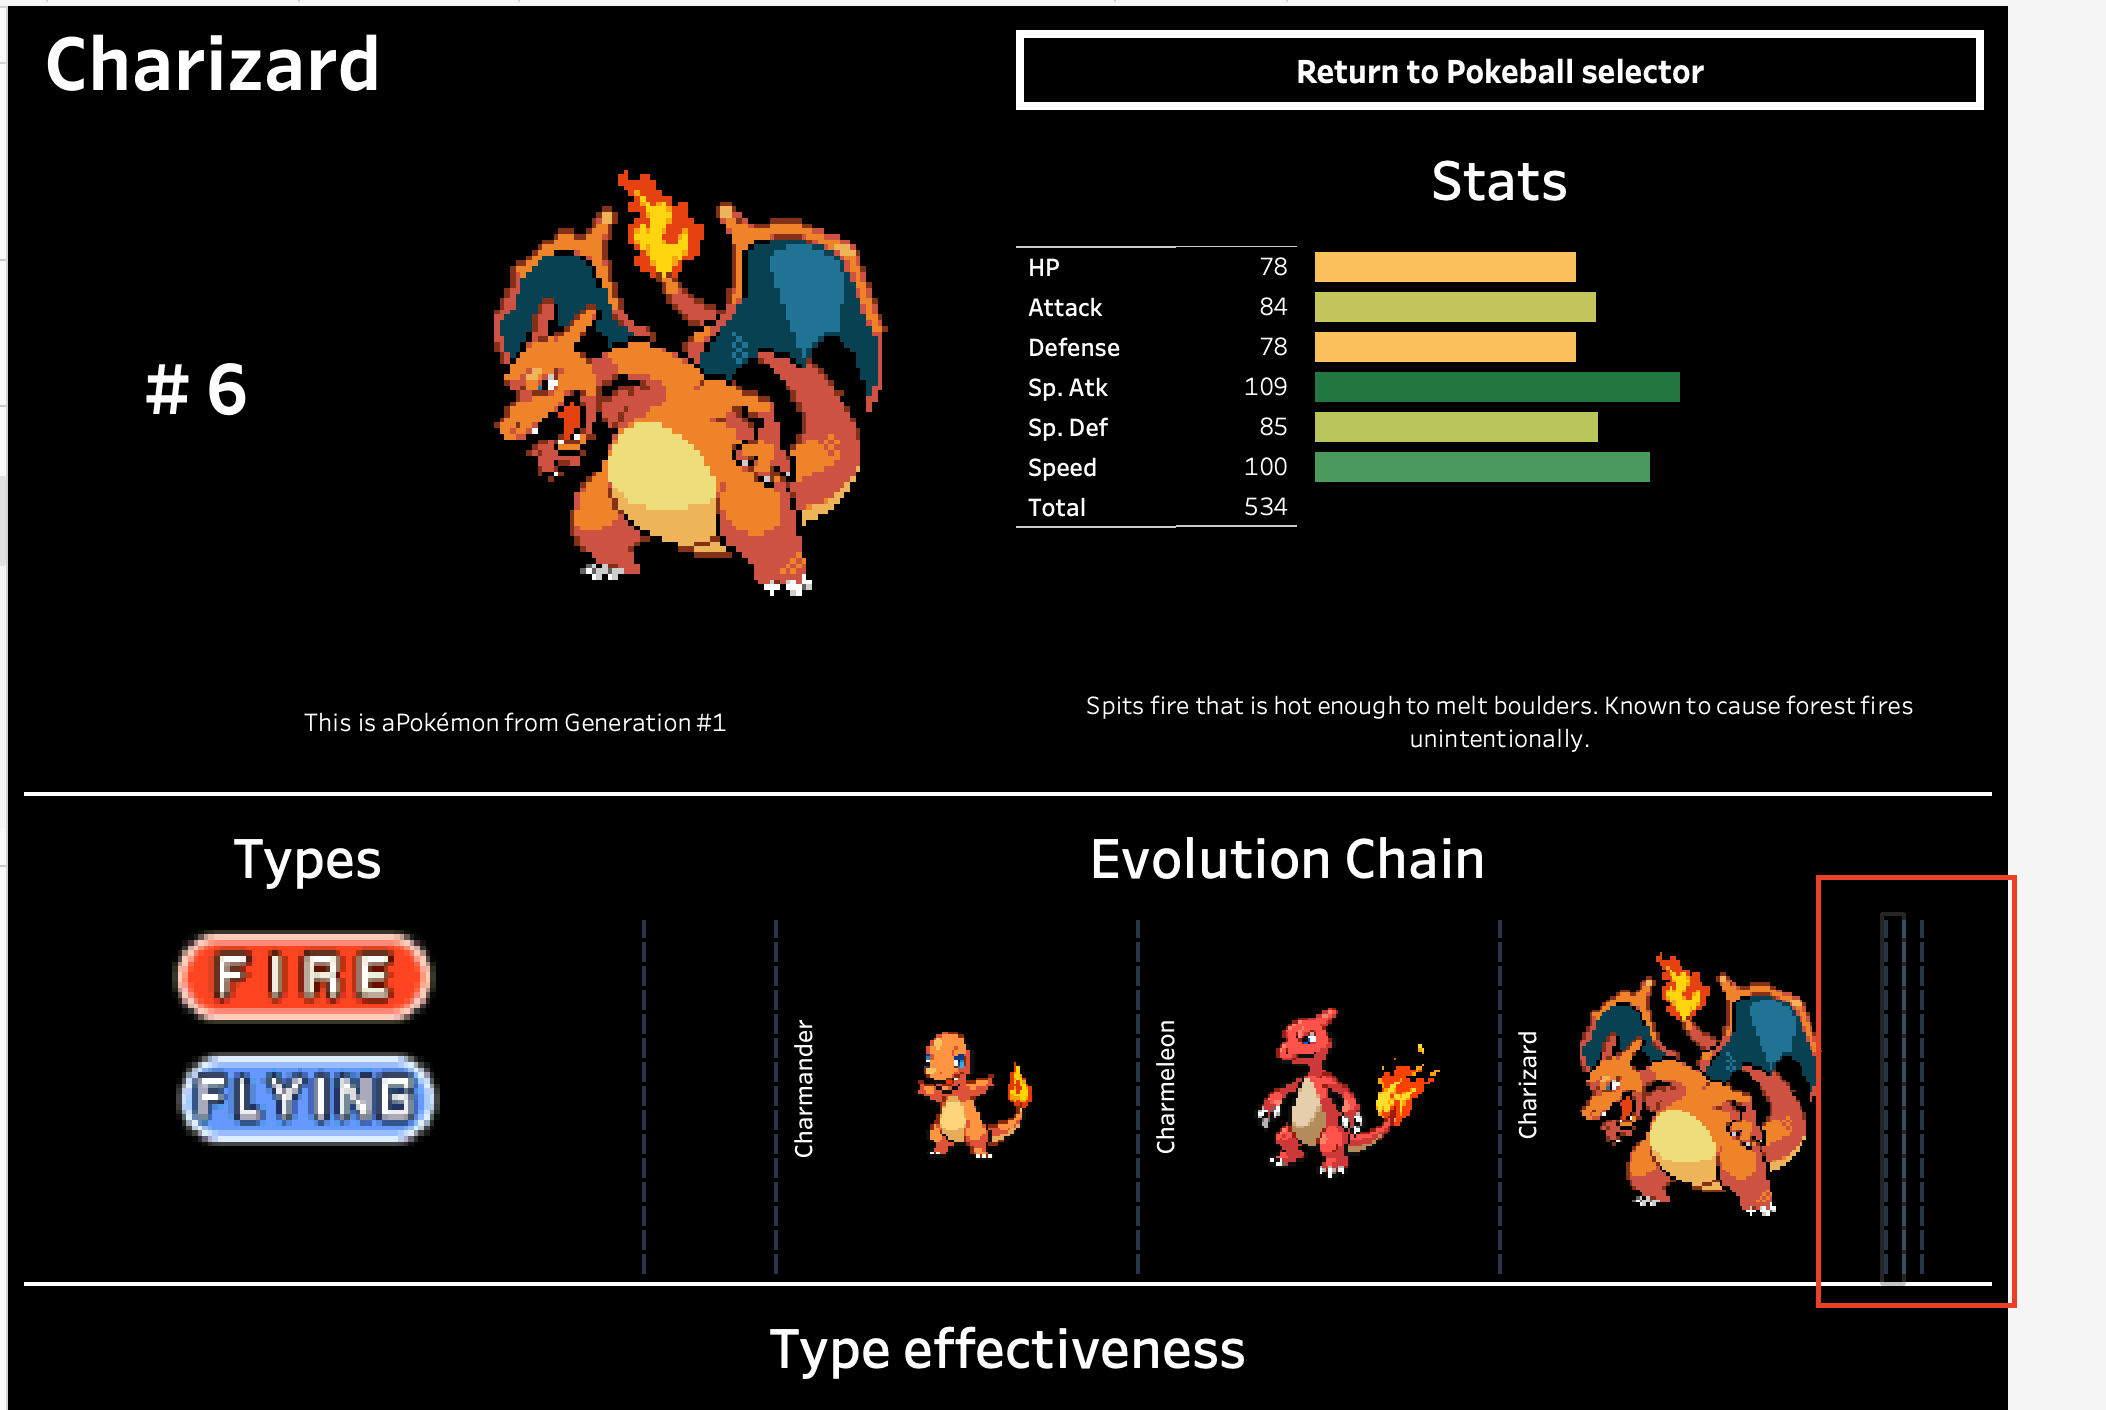 Charizard
Return to Pokeball selector
# 6
Stats
HP 78
Attack 84
Defense 78
Sp. Atk 109
Sp. Def 85
Speed 100
Total 534
This is aPokémon from Generation #1
Spits fire that is hot enough to melt boulders. Known to cause forest fires
unintentionally.
Types
FIRE
FLYING
Evolution Chain
Charmander
Charmeleon
Charizard
Type effectiveness